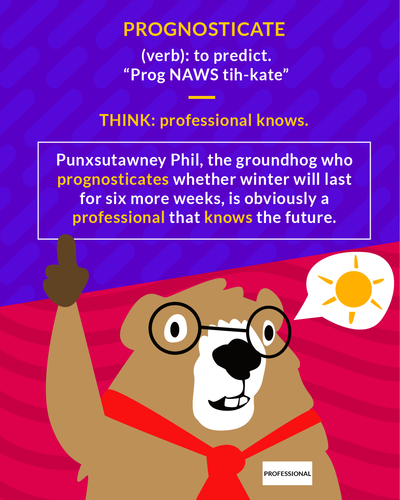 PROGNOSTICATE
(verb): to predict.
“Prog NAWS tih-kate”
THINK: professional knows.
Punxsutawney Phil, the groundhog who
prognosticates whether winter will last
for six more weeks, is obviously a
professional that knows the future.
PROFESSIONAL